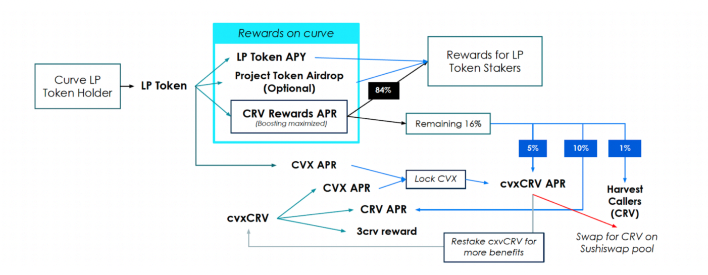 Rewards on curve
LP Token APY
Project Token Airdrop
(Optional)
CRV Rewards APR
(Boosting maximized)
Curve LP
Token Holder
LP Token
Rewards for LP
Token Stakers
84%
Remaining 16%
5%
10%
1%
CVX APR
Lock CVX
CVX APR
cvxCRV APR
Harvest
Callers
(CRV)
cvxCRV
CRV APR
3crv reward
Restake cxvCRV for
more benefits
Swap for CRV on
Sushiswap pool